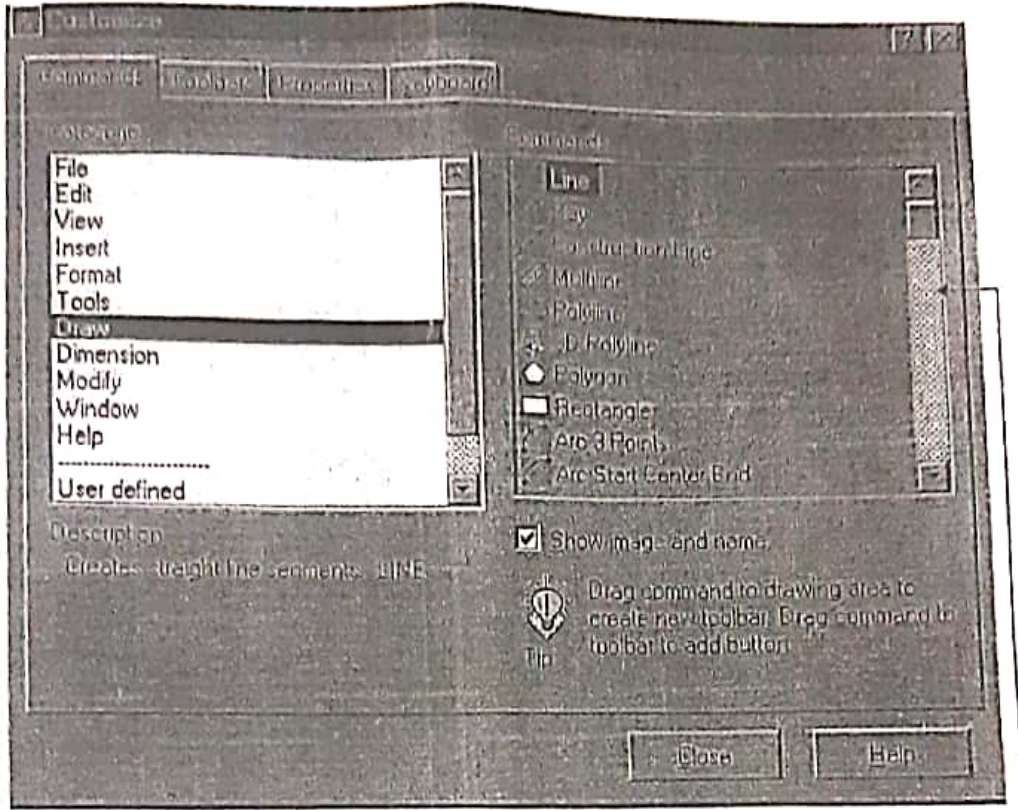 Customize
Commands Toolbars Properties Keyboard
Categories
Commands
File
Edit
View
Insert
Format
Tools
Draw
Dimension
Modify
Window
Help
--------------------
User defined
Line
Ray
Construction Line
Multiline
Polyline
3D Polyline
Polygon
Rectangle
Arc 3 Points
Arc Start Center End
Description
Creates straight line segments: LINE
Show image and name
Drag command to drawing area to
create new toolbar. Drag command to
toolbar to add button
Tip
Close Help